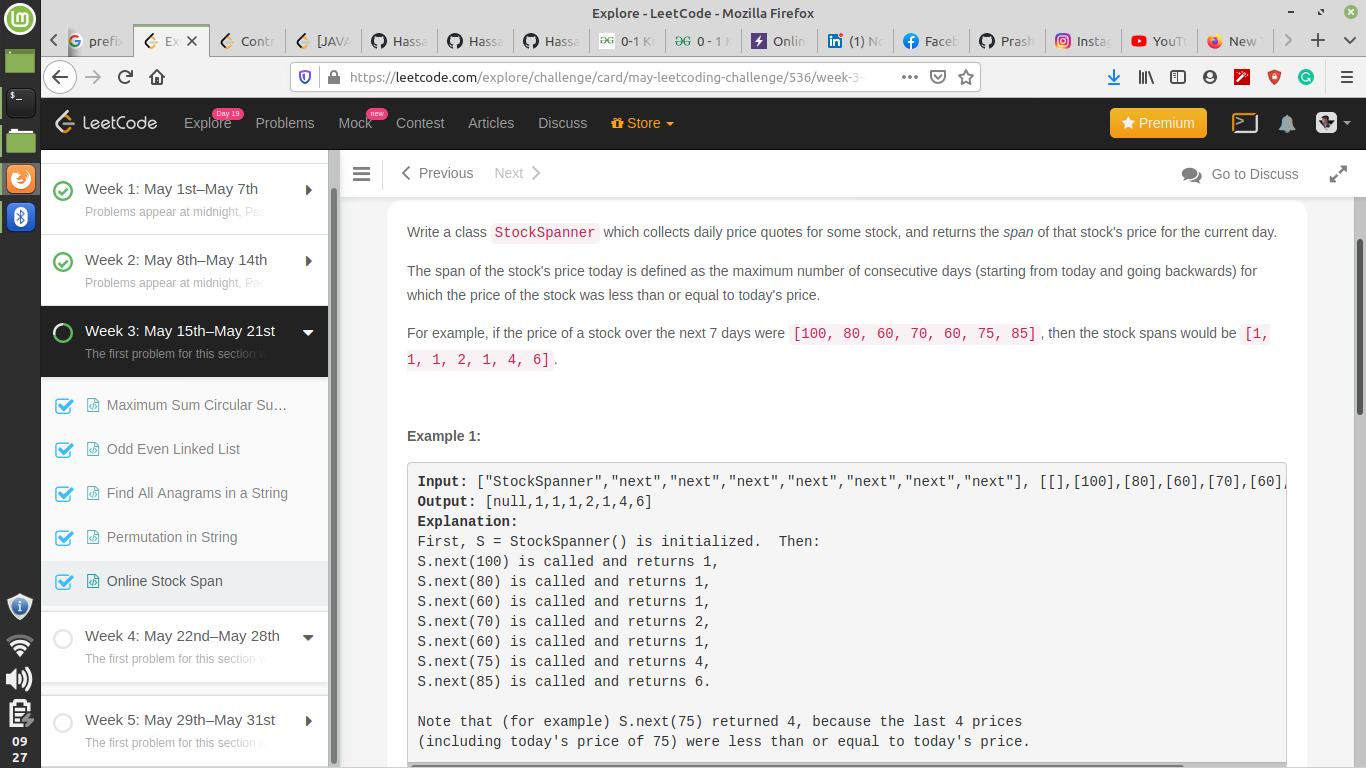 Explore - LeetCode - Mozilla Firefox
prefix
Ex
Contr
[JAVA
Hassa
Hassa
Hassa
0-1 K
0 - 1
Onlin
(1) N
Faceb
Prash
Insta
YouTu
New T
https://leetcode.com/explore/challenge/card/may-leetcoding-challenge/536/week-3-
LeetCode
Explore
Day 19
Problems
Mock
new
Contest
Articles
Discuss
Store
Premium
Week 1: May 1st–May 7th
Problems appear at midnight, Pac
Week 2: May 8th–May 14th
Problems appear at midnight, Pac
Week 3: May 15th–May 21st
The first problem for this section w
Maximum Sum Circular Su...
Odd Even Linked List
Find All Anagrams in a String
Permutation in String
Online Stock Span
Week 4: May 22nd–May 28th
The first problem for this section w
Week 5: May 29th–May 31st
The first problem for this section w
09
27
Previous
Next
Go to Discuss
Write a class StockSpanner which collects daily price quotes for some stock, and returns the span of that stock's price for the current day.
The span of the stock's price today is defined as the maximum number of consecutive days (starting from today and going backwards) for
which the price of the stock was less than or equal to today's price.
For example, if the price of a stock over the next 7 days were [100, 80, 60, 70, 60, 75, 85], then the stock spans would be [1,
1, 1, 2, 1, 4, 6].
Example 1:
Input: ["StockSpanner","next","next","next","next","next","next","next"], [[],[100],[80],[60],[70],[60],
Output: [null,1,1,1,2,1,4,6]
Explanation:
First, S = StockSpanner() is initialized.  Then:
S.next(100) is called and returns 1,
S.next(80) is called and returns 1,
S.next(60) is called and returns 1,
S.next(70) is called and returns 2,
S.next(60) is called and returns 1,
S.next(75) is called and returns 4,
S.next(85) is called and returns 6.
Note that (for example) S.next(75) returned 4, because the last 4 prices
(including today's price of 75) were less than or equal to today's price.